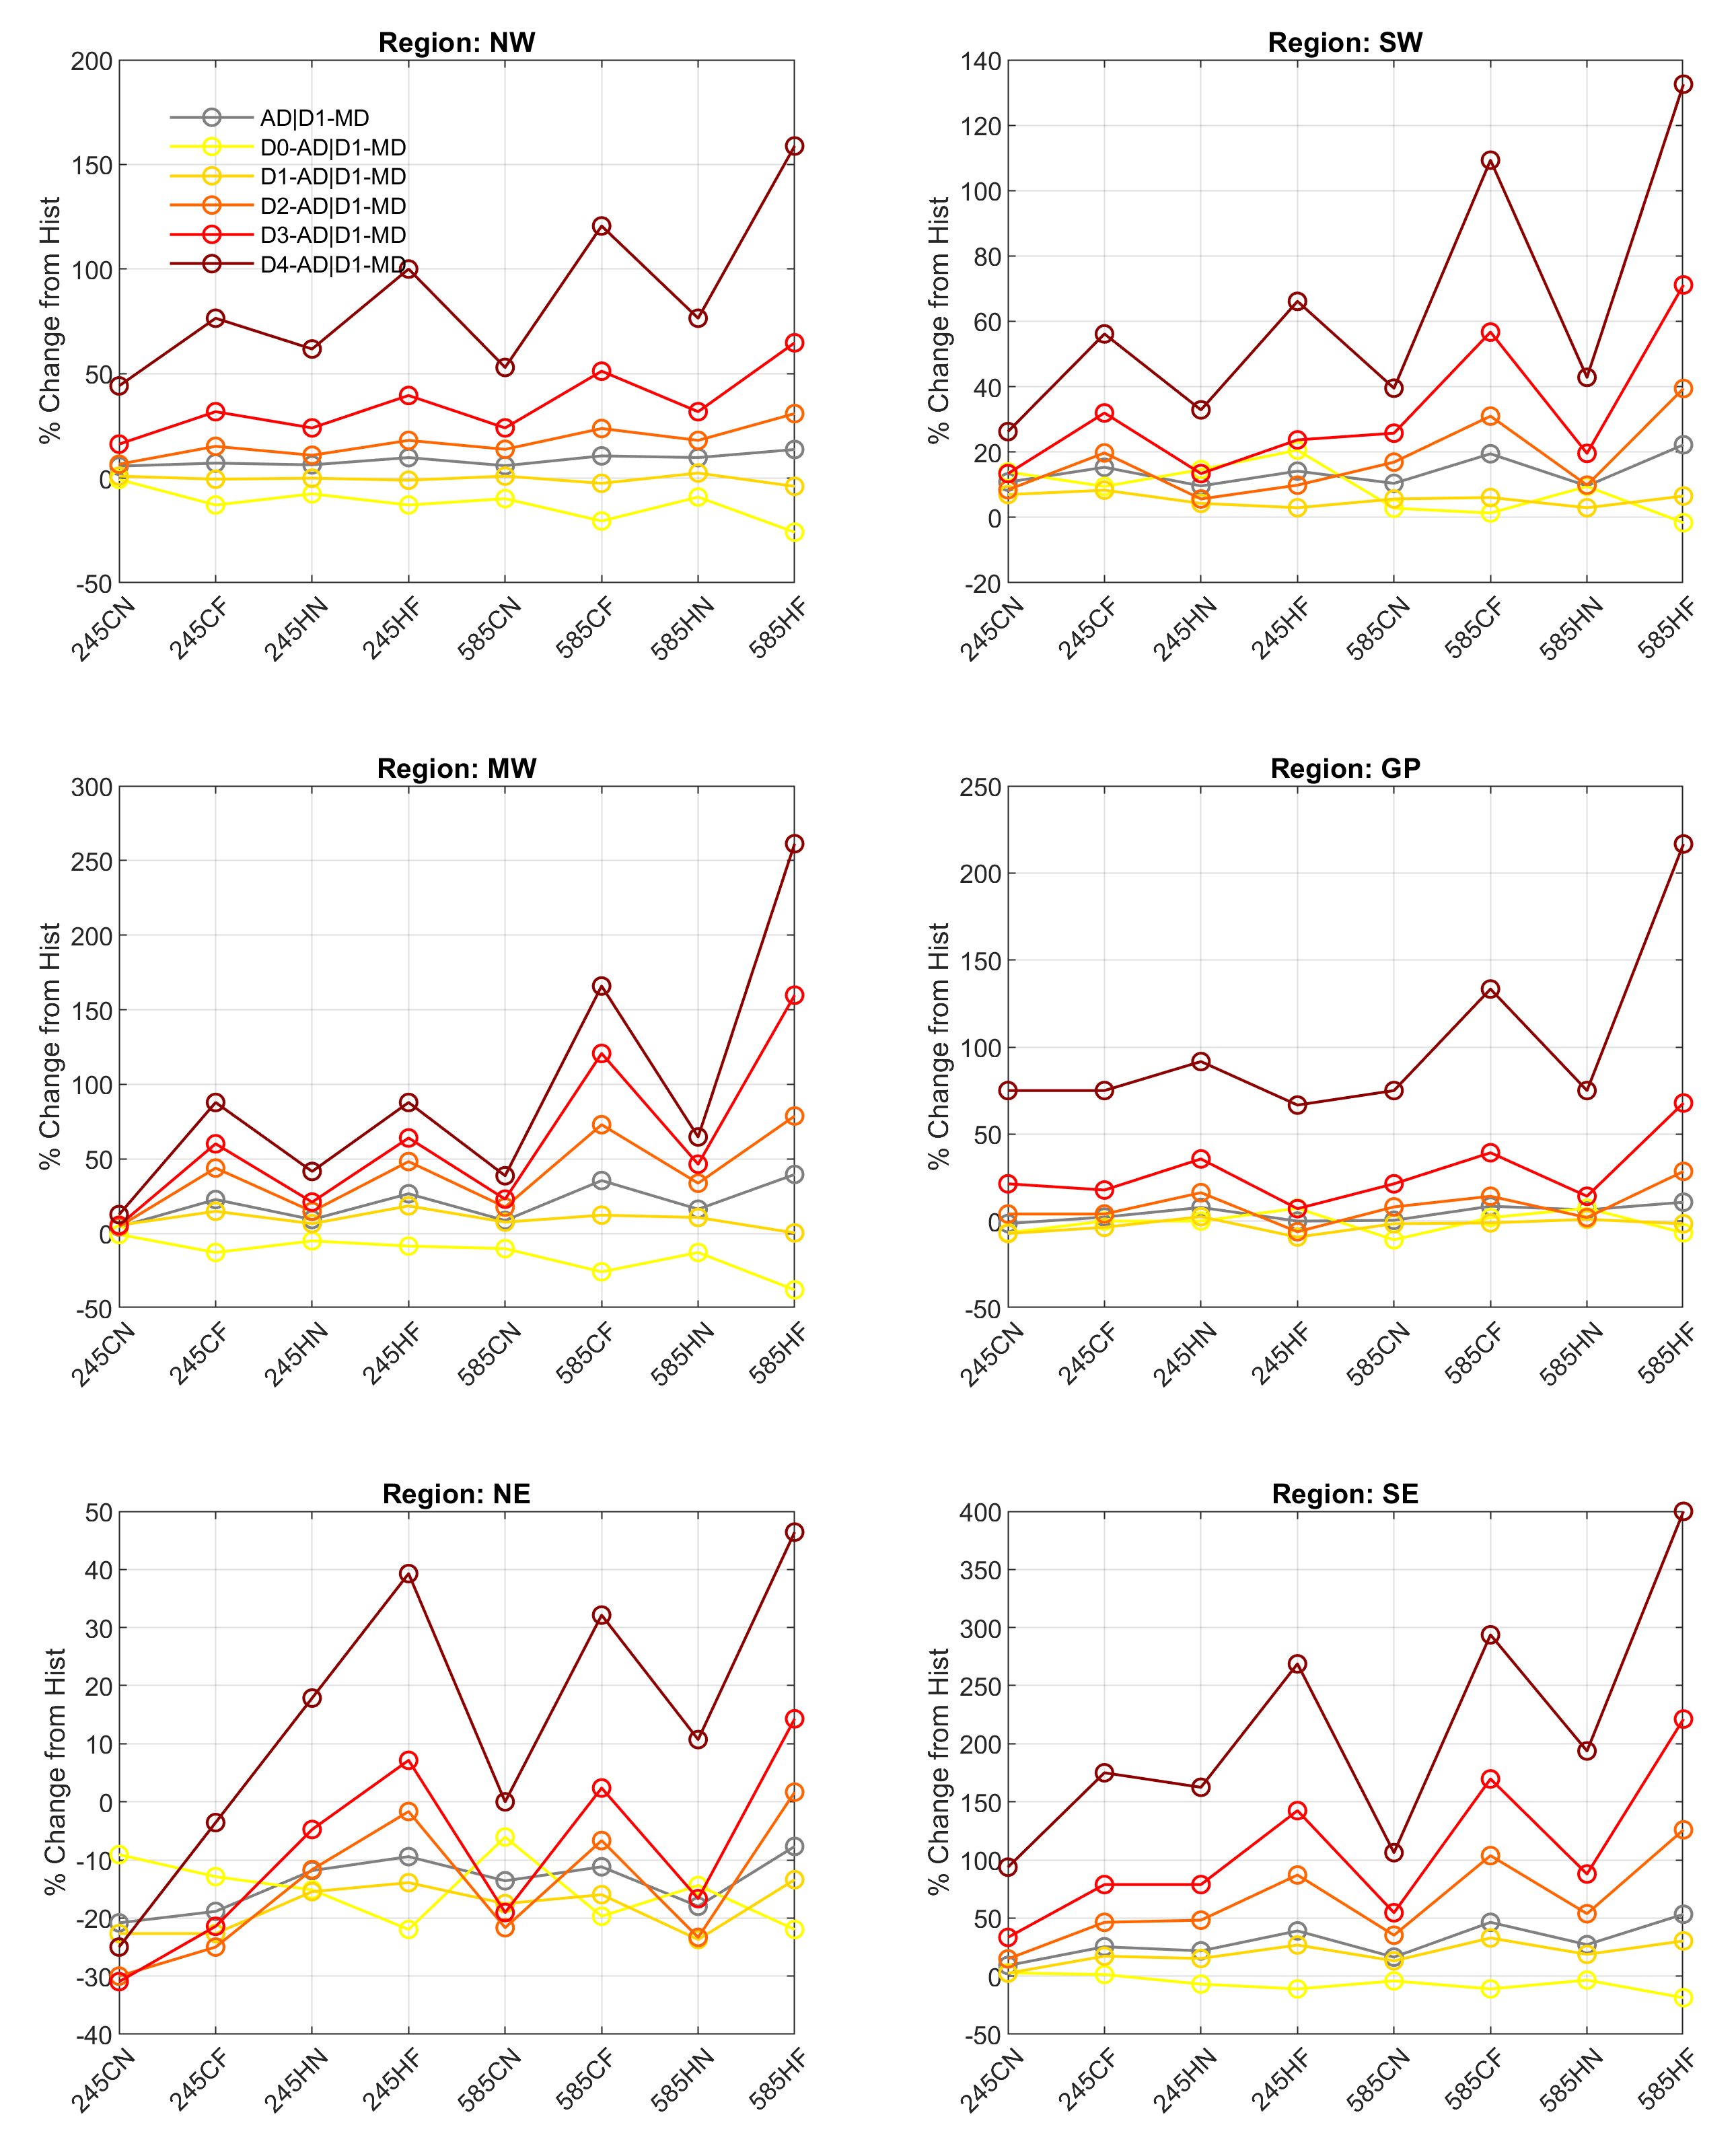 Region: NW
200
150
100
50
0
-50
% Change from Hist
AD|D1-MD
D0-AD|D1-MD
D1-AD|D1-MD
D2-AD|D1-MD
D3-AD|D1-MD
D4-AD|D1-MD
245CN 245CF 245HN 245HF 585CN 585CF 585HN 585HF
Region: SW
140
120
100
80
60
40
20
0
-20
% Change from Hist
245CN 245CF 245HN 245HF 585CN 585CF 585HN 585HF
Region: MW
300
250
200
150
100
50
0
-50
% Change from Hist
245CN 245CF 245HN 245HF 585CN 585CF 585HN 585HF
Region: GP
250
200
150
100
50
0
-50
% Change from Hist
245CN 245CF 245HN 245HF 585CN 585CF 585HN 585HF
Region: NE
50
40
30
20
10
0
-10
-20
-30
-40
% Change from Hist
245CN 245CF 245HN 245HF 585CN 585CF 585HN 585HF
Region: SE
400
350
300
250
200
150
100
50
0
-50
% Change from Hist
245CN 245CF 245HN 245HF 585CN 585CF 585HN 585HF